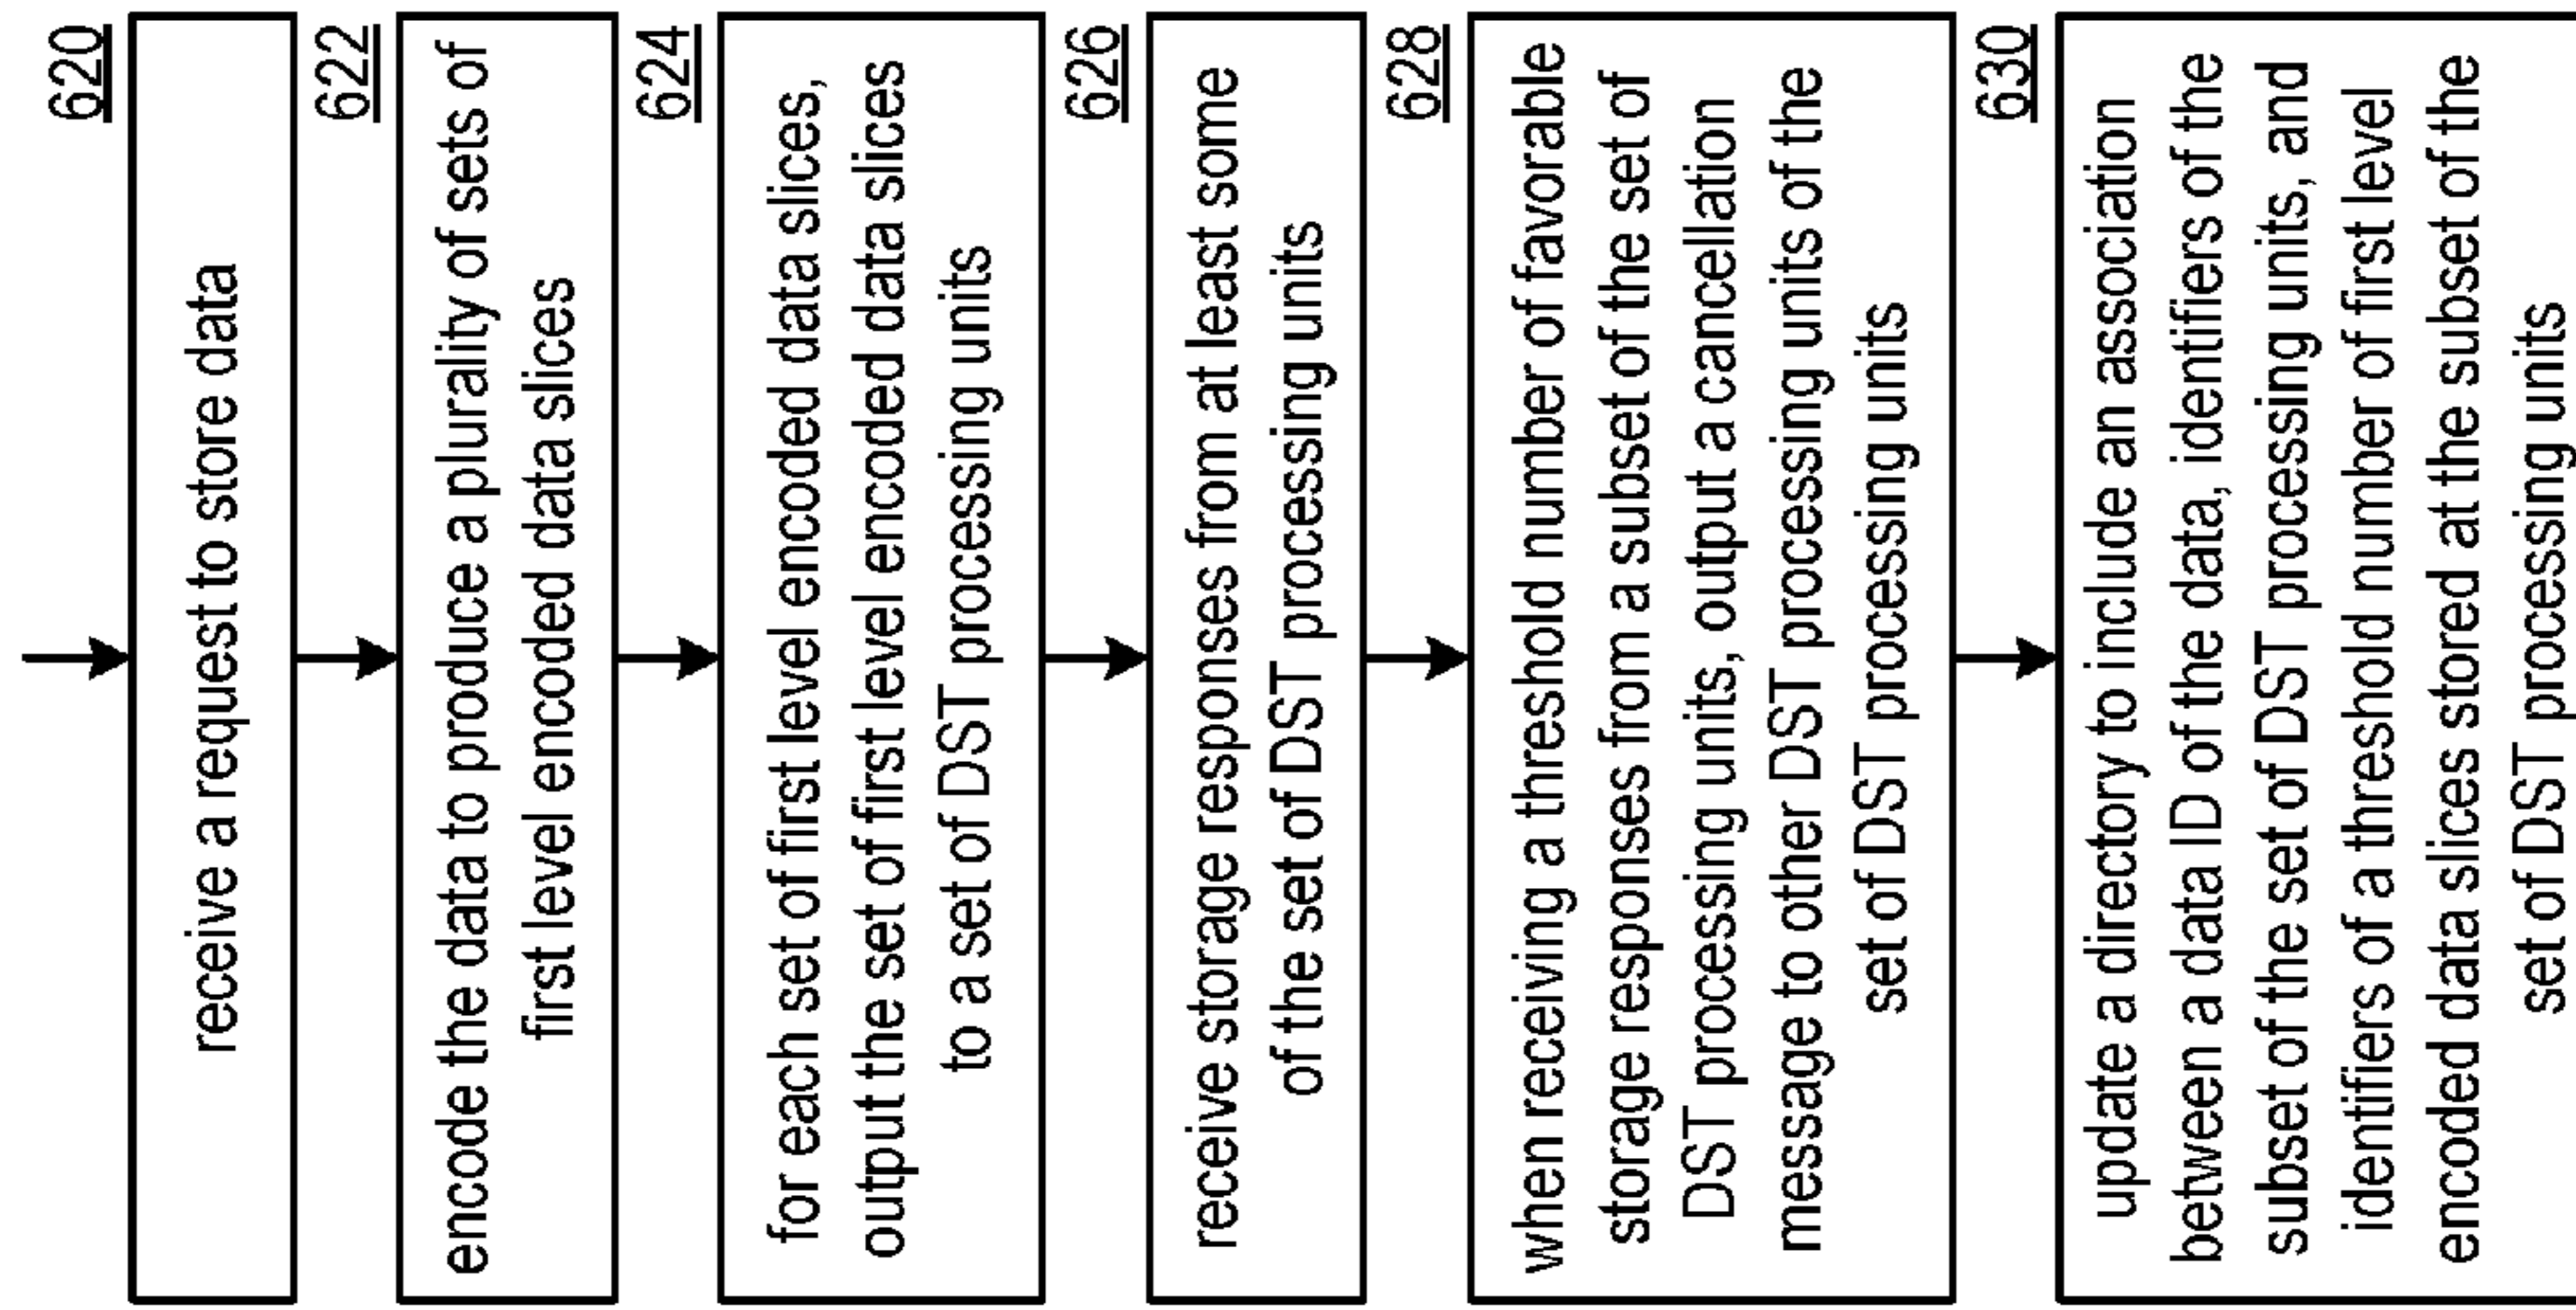 620
receive a request to store data
622
encode the data to produce a plurality of sets of
first level encoded data slices
624
for each set of first level encoded data slices,
output the set of first level encoded data slices
to a set of DST processing units
626
receive storage responses from at least some
of the set of DST processing units
628
when receiving a threshold number of favorable
storage responses from a subset of the set of
DST processing units, output a cancellation
message to other DST processing units of the
set of DST processing units
630
update a directory to include an association
between a data ID of the data, identifiers of the
subset of the set of DST processing units, and
identifiers of a threshold number of first level
encoded data slices stored at the subset of the
set of DST processing units